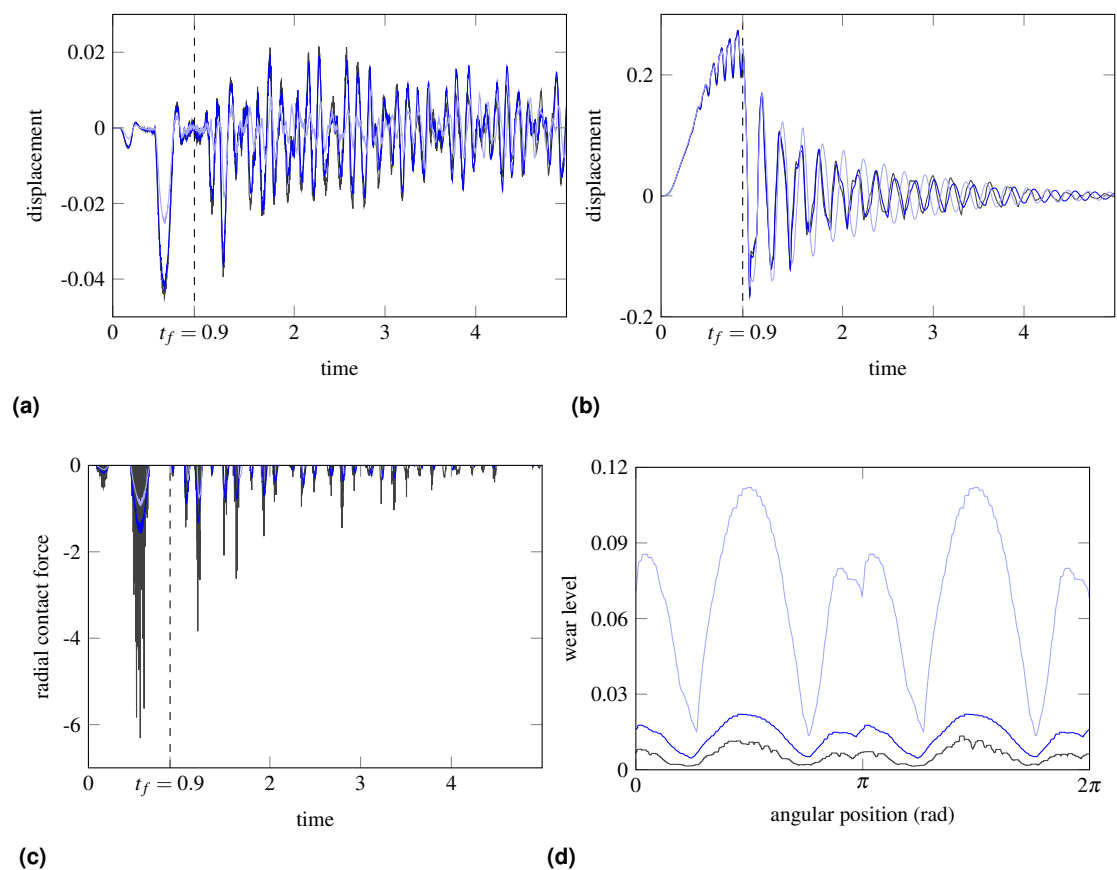 0.02
0
-0.02
-0.04
displacement
0
t_f = 0.9
2
3
4
time
(a)
0.2
0
-0.2
displacement
0
t_f = 0.9
2
3
4
time
(b)
0
-2
-4
-6
radial contact force
0
t_f = 0.9
2
3
4
time
(c)
0.12
0.09
0.06
0.03
0
wear level
0
π
2π
angular position (rad)
(d)